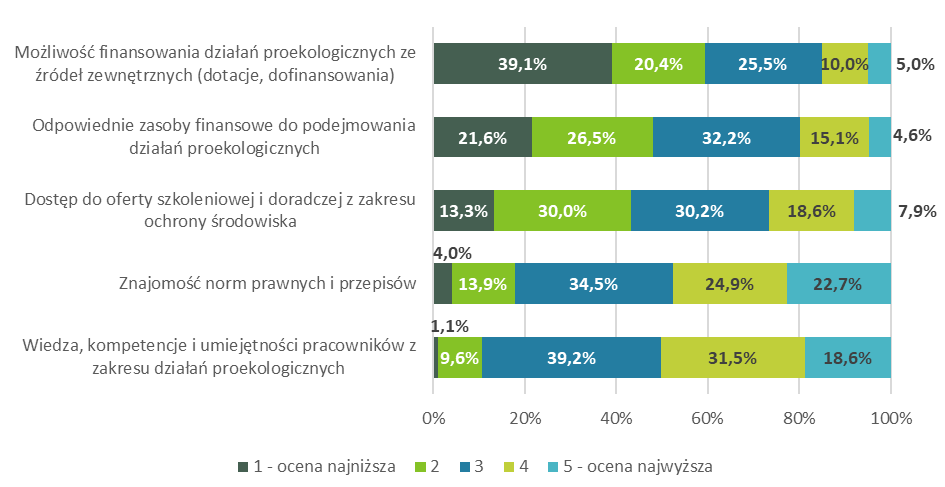 Możliwość finansowania działań proekologicznych ze
źródeł zewnętrznych (dotacje, dofinansowania)
39,1% 20,4% 25,5% 10,0% 5,0%
Odpowiednie zasoby finansowe do podejmowania
działań proekologicznych
21,6% 26,5% 32,2% 15,1% 4,6%
Dostęp do oferty szkoleniowej i doradczej z zakresu
ochrony środowiska
13,3% 30,0% 30,2% 18,6% 7,9%
Znajomość norm prawnych i przepisów
4,0% 13,9% 34,5% 24,9% 22,7%
Wiedza, kompetencje i umiejętności pracowników z
zakresu działań proekologicznych
1,1% 9,6% 39,2% 31,5% 18,6%
0% 20% 40% 60% 80% 100%
1 - ocena najniższa 2 3 4 5 - ocena najwyższa